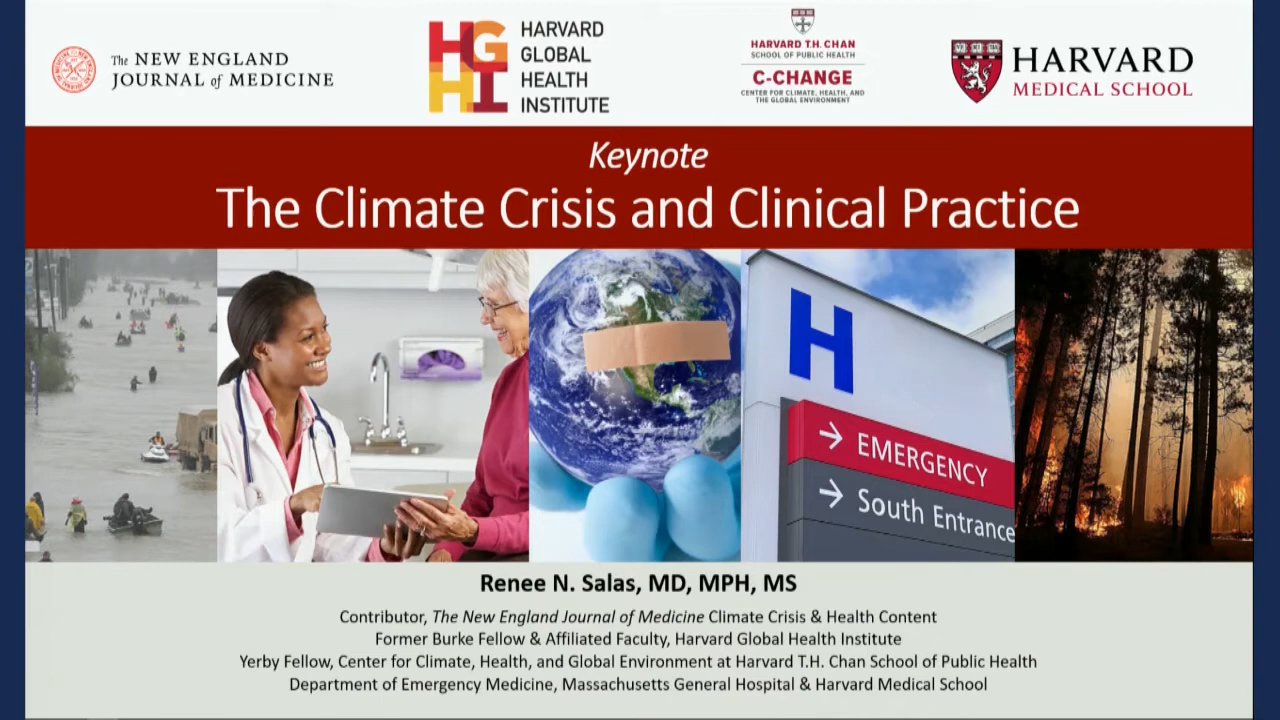 The NEW ENGLAND
JOURNAL of MEDICINE
HGHI
HARVARD
GLOBAL
HEALTH
INSTITUTE
HARVARD T.H. CHAN
SCHOOL OF PUBLIC HEALTH
C-CHANGE
CENTER FOR CLIMATE, HEALTH, AND
THE GLOBAL ENVIRONMENT
HARVARD
MEDICAL SCHOOL
Keynote
The Climate Crisis and Clinical Practice
H
→ EMERGENCY
→ South Entrance
Renee N. Salas, MD, MPH, MS
Contributor, The New England Journal of Medicine Climate Crisis & Health Content
Former Burke Fellow & Affiliated Faculty, Harvard Global Health Institute
Yerby Fellow, Center for Climate, Health, and Global Environment at Harvard T.H. Chan School of Public Health
Department of Emergency Medicine, Massachusetts General Hospital & Harvard Medical School